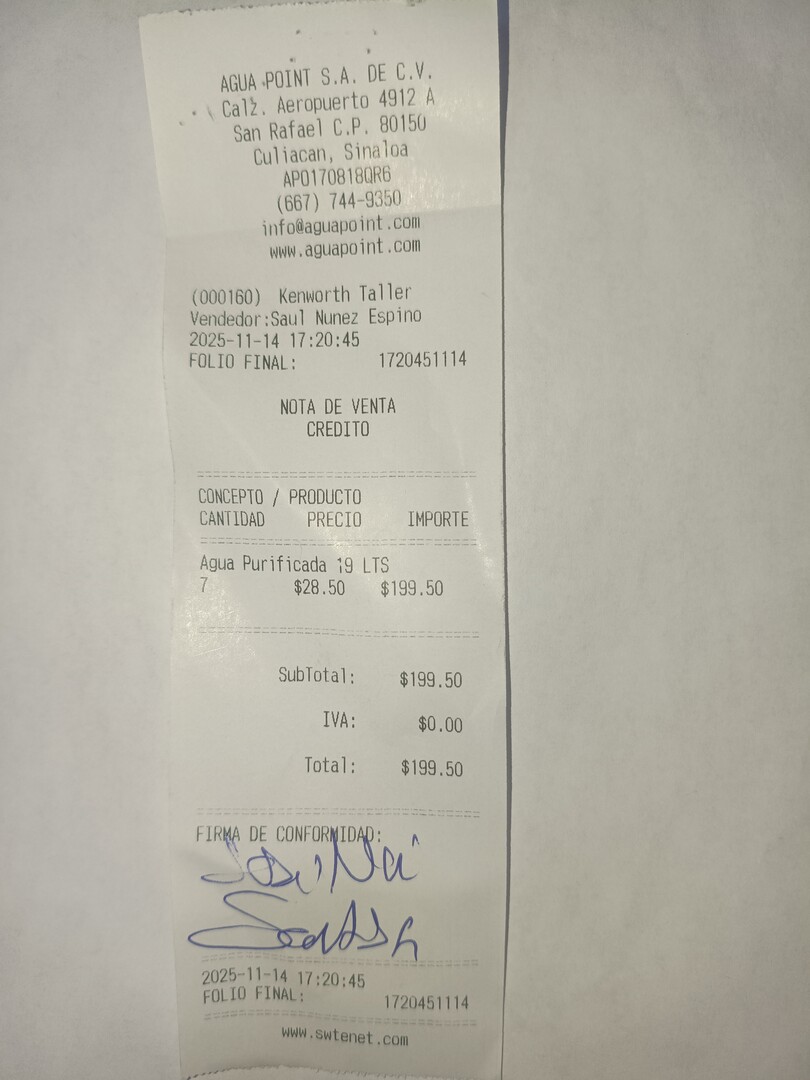 AGUA POINT S.A. DE C.V.
Calz. Aeropuerto 4912 A
San Rafael C.P. 80150
Culiacan, Sinaloa
APO170818QR6
(667) 744-9350
info@aguapoint.com
www.aguapoint.com
(000160) Kenworth Taller
Vendedor:Saul Nunez Espino
2025-11-14 17:20:45
FOLIO FINAL: 1720451114
NOTA DE VENTA
CREDITO
CONCEPTO / PRODUCTO
CANTIDAD PRECIO IMPORTE
Agua Purificada 19 LTS
7 $28.50 $199.50
SubTotal: $199.50
IVA: $0.00
Total: $199.50
FIRMA DE CONFORMIDAD:
2025-11-14 17:20:45
FOLIO FINAL: 1720451114
www.swtenet.com